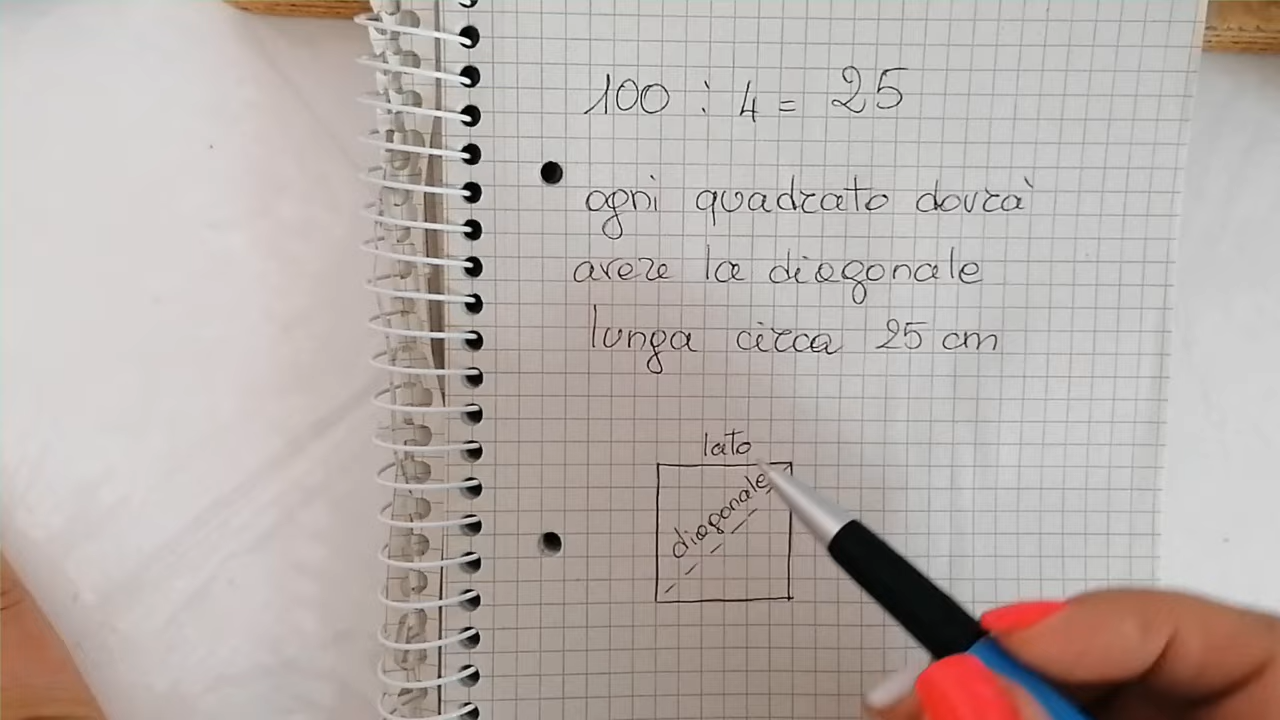 100 : 4 = 25
ogni quadrato dovrà
avere la diagonale
lunga circa 25 cm
lato
diagonale